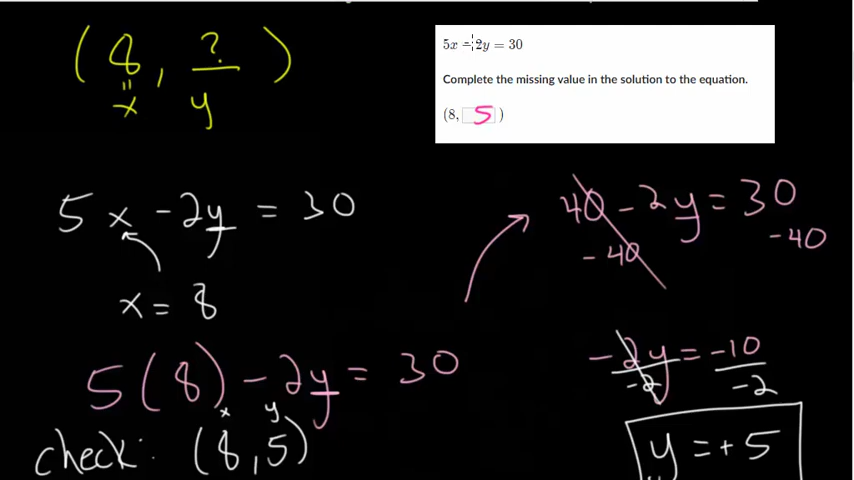 (8, ?/y)
"
x
5x - 2y = 30
Complete the missing value in the solution to the equation.
(8, 5)
5x - 2y = 30
x = 8
5(8) - 2y = 30
x y
check: (8, 5)
40 - 2y = 30
-40 -40
-2y = -10
-2 -2
y = +5